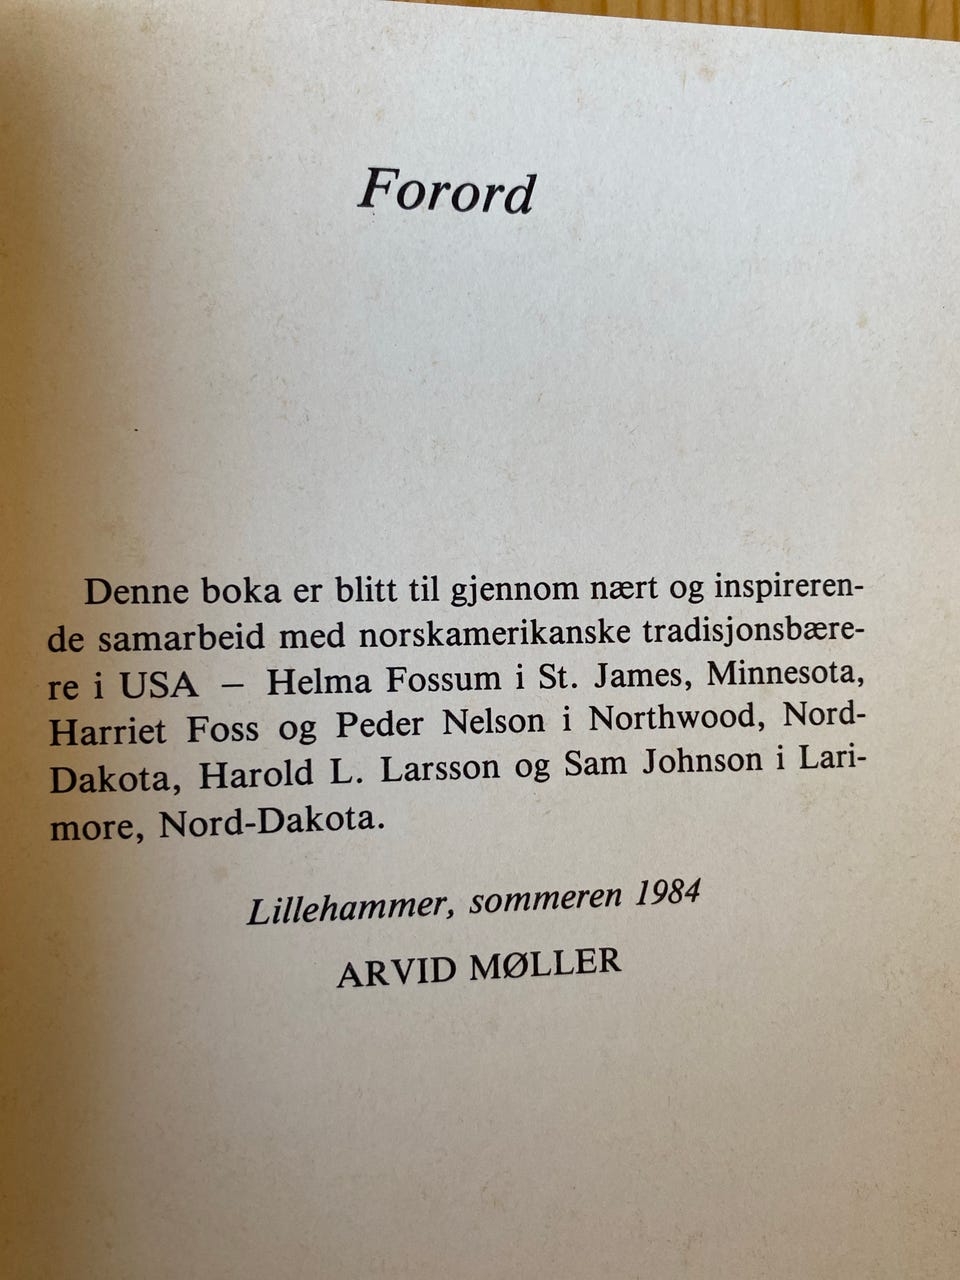 Forord
Denne boka er blitt til gjennom nært og inspireren-
de samarbeid med norskamerikanske tradisjonsbære-
re i USA – Helma Fossum i St. James, Minnesota,
Harriet Foss og Peder Nelson i Northwood, Nord-
Dakota, Harold L. Larsson og Sam Johnson i Lari-
more, Nord-Dakota.
Lillehammer, sommeren 1984
ARVID MØLLER